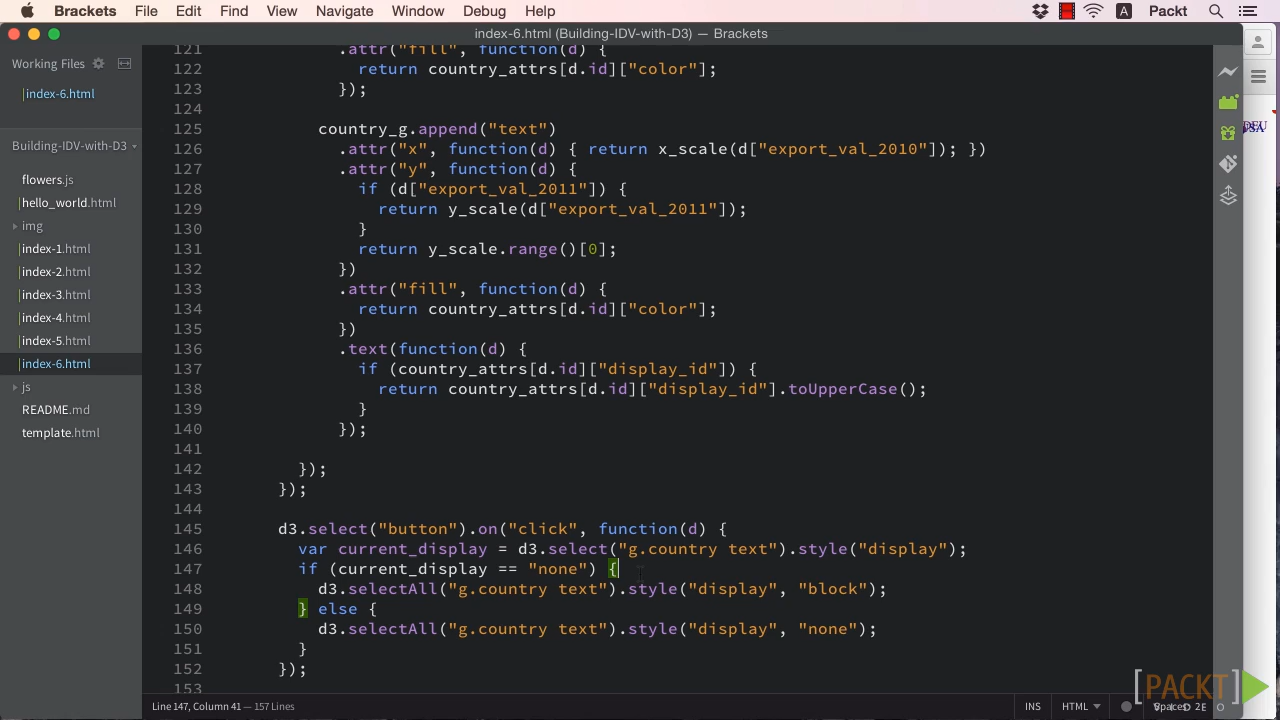 Brackets File Edit Find View Navigate Window Debug Help A Packt
index-6.html (Building-IDV-with-D3) — Brackets
Working Files
index-6.html
Building-IDV-with-D3
flowers.js
hello_world.html
img
index-1.html
index-2.html
index-3.html
index-4.html
index-5.html
index-6.html
js
README.md
template.html
121 .attr("fill", function(d) {
122 return country_attrs[d.id]["color"];
123 });
124
125 country_g.append("text")
126 .attr("x", function(d) { return x_scale(d["export_val_2010"]); })
127 .attr("y", function(d) {
128 if (d["export_val_2011"]) {
129 return y_scale(d["export_val_2011"]);
130 }
131 return y_scale.range()[0];
132 })
133 .attr("fill", function(d) {
134 return country_attrs[d.id]["color"];
135 })
136 .text(function(d) {
137 if (country_attrs[d.id]["display_id"]) {
138 return country_attrs[d.id]["display_id"].toUpperCase();
139 }
140 });
141
142 });
143 });
144
145 d3.select("button").on("click", function(d) {
146 var current_display = d3.select("g.country text").style("display");
147 if (current_display == "none") {
148 d3.selectAll("g.country text").style("display", "block");
149 } else {
150 d3.selectAll("g.country text").style("display", "none");
151 }
152 });
153
Line 147, Column 41 — 157 Lines
INS HTML Spaces: 2
[PACKT]
VIDEO